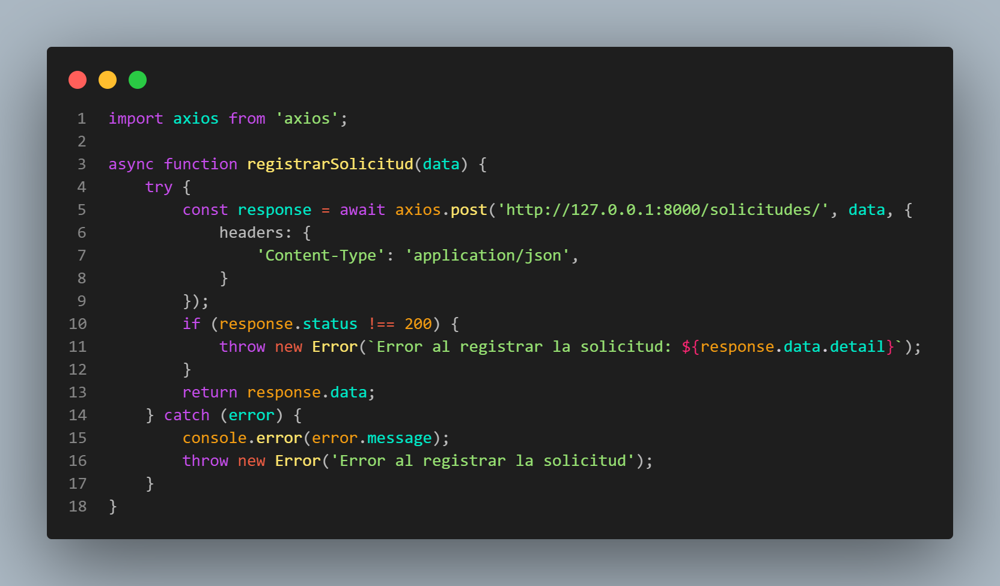 1 import axios from 'axios';
2
3 async function registrarSolicitud(data) {
4     try {
5         const response = await axios.post('http://127.0.0.1:8000/solicitudes/', data, {
6             headers: {
7                 'Content-Type': 'application/json',
8             }
9         });
10         if (response.status !== 200) {
11             throw new Error(`Error al registrar la solicitud: ${response.data.detail}`);
12         }
13         return response.data;
14     } catch (error) {
15         console.error(error.message);
16         throw new Error('Error al registrar la solicitud');
17     }
18 }